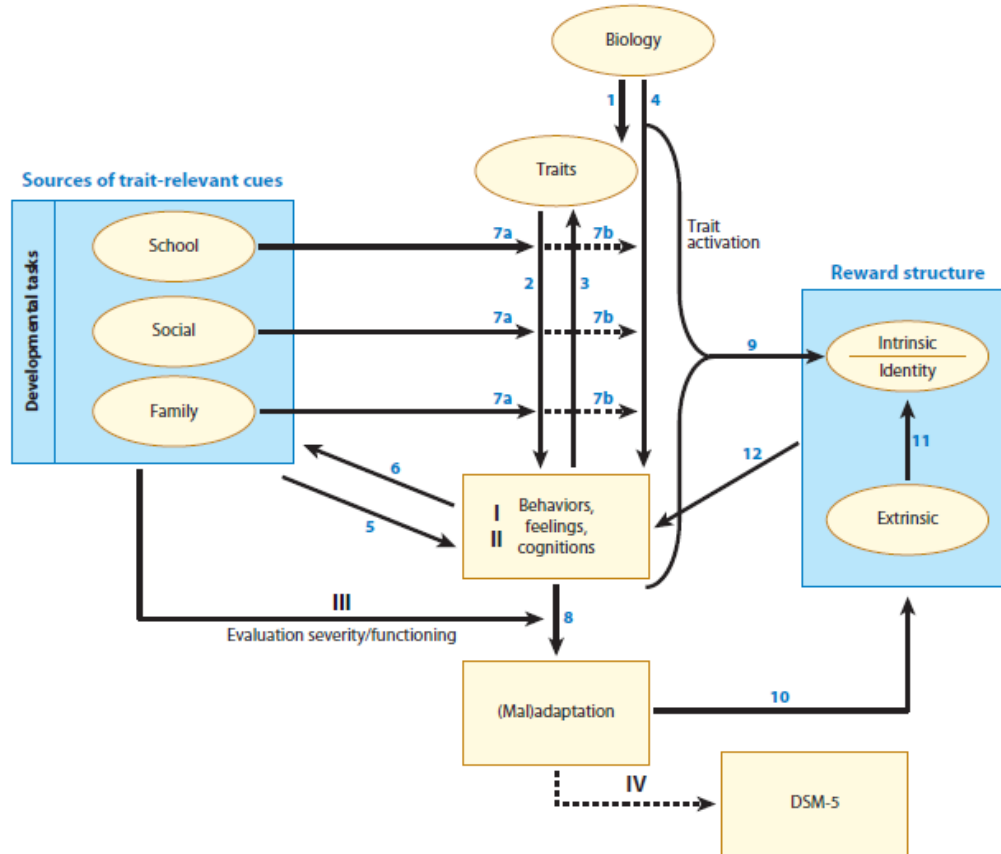 Biology
1
4
Traits
Sources of trait-relevant cues
Developmental tasks
School
7a
7b
Trait
activation
2
3
Reward structure
Social
7a
7b
9
Intrinsic
Identity
Family
7a
7b
11
6
12
5
I
II
Behaviors,
feelings,
cognitions
Extrinsic
III
8
Evaluation severity/functioning
(Mal)adaptation
10
IV
DSM-5